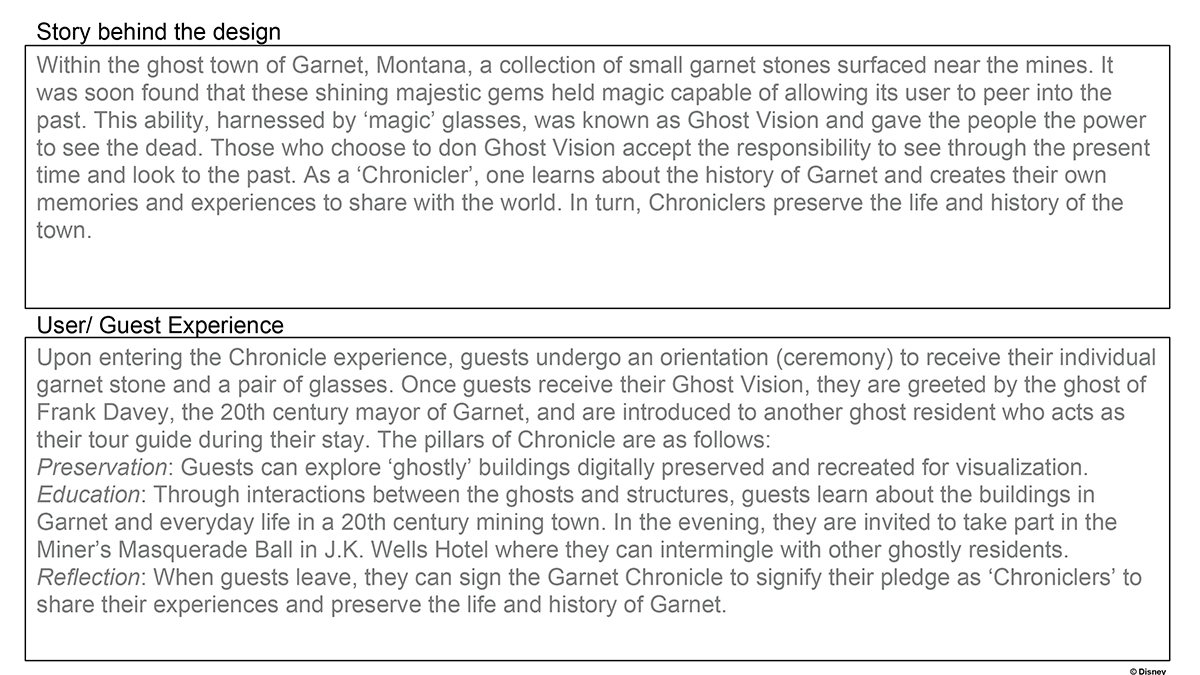 Story behind the design
Within the ghost town of Garnet, Montana, a collection of small garnet stones surfaced near the mines. It
was soon found that these shining majestic gems held magic capable of allowing its user to peer into the
past. This ability, harnessed by ‘magic’ glasses, was known as Ghost Vision and gave the people the power
to see the dead. Those who choose to don Ghost Vision accept the responsibility to see through the present
time and look to the past. As a ‘Chronicler’, one learns about the history of Garnet and creates their own
memories and experiences to share with the world. In turn, Chroniclers preserve the life and history of the
town.
User/ Guest Experience
Upon entering the Chronicle experience, guests undergo an orientation (ceremony) to receive their individual
garnet stone and a pair of glasses. Once guests receive their Ghost Vision, they are greeted by the ghost of
Frank Davey, the 20th century mayor of Garnet, and are introduced to another ghost resident who acts as
their tour guide during their stay. The pillars of Chronicle are as follows:
Preservation: Guests can explore ‘ghostly’ buildings digitally preserved and recreated for visualization.
Education: Through interactions between the ghosts and structures, guests learn about the buildings in
Garnet and everyday life in a 20th century mining town. In the evening, they are invited to take part in the
Miner’s Masquerade Ball in J.K. Wells Hotel where they can intermingle with other ghostly residents.
Reflection: When guests leave, they can sign the Garnet Chronicle to signify their pledge as ‘Chroniclers’ to
share their experiences and preserve the life and history of Garnet.
© Disney